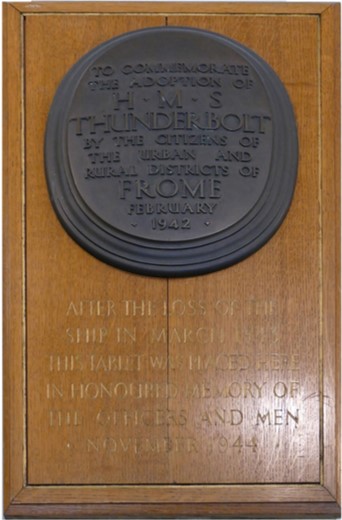 TO COMMEMORATE
THE ADOPTION OF
H·M·S
THUNDERBOLT
BY THE CITIZENS OF
THE URBAN AND
RURAL DISTRICTS OF
FROME
FEBRUARY
· 1942 ·
AFTER THE LOSS OF THE
SHIP IN MARCH
THIS TABLET WAS PLACED HERE
IN HONOURED MEMORY OF
THE OFFICERS AND MEN
· NOVEMBER 1944